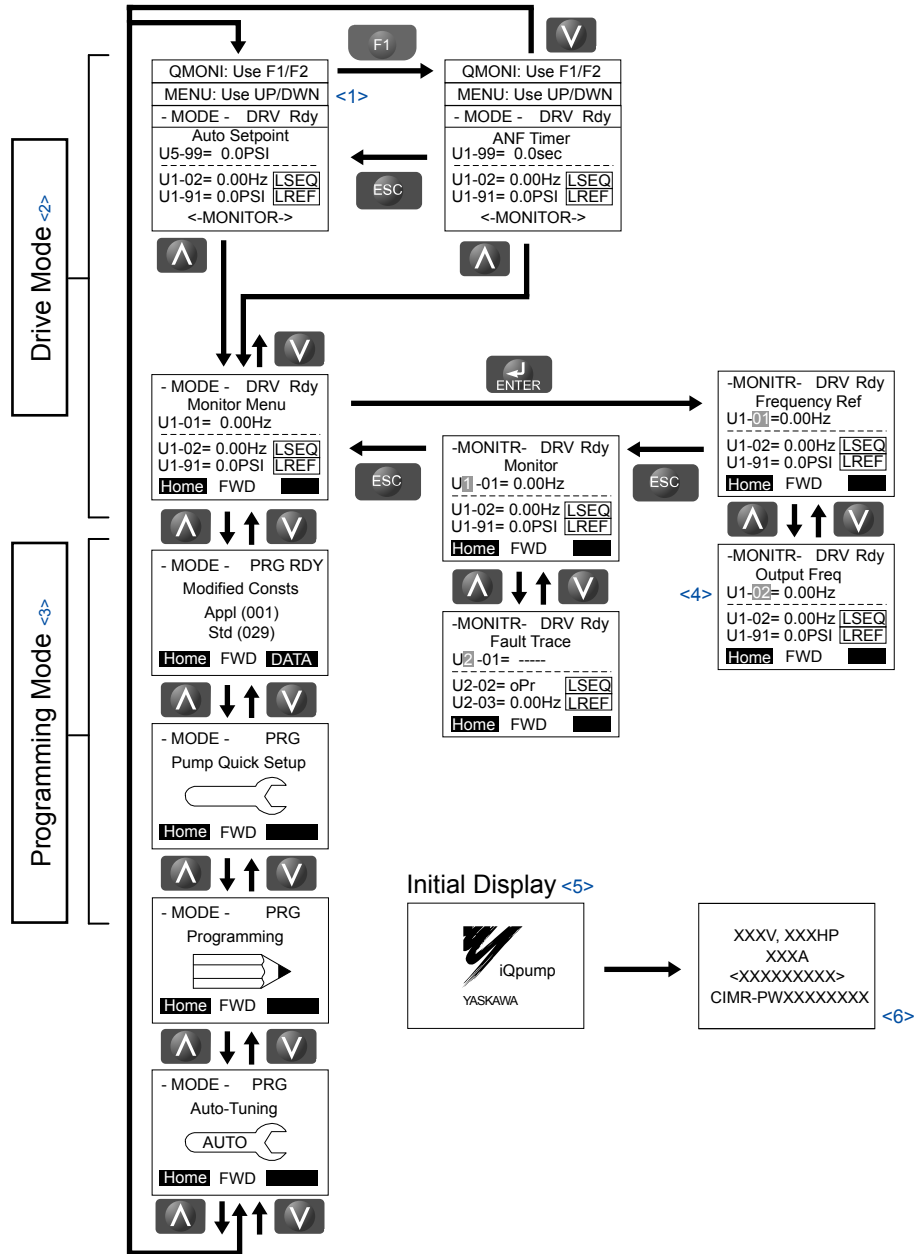 F1
QMONI: Use F1/F2
MENU: Use UP/DWN
- MODE - DRV Rdy
Auto Setpoint
U5-99= 0.0PSI
U1-02= 0.00Hz LSEQ
U1-91= 0.0PSI LREF
<-MONITOR->
<1>
QMONI: Use F1/F2
MENU: Use UP/DWN
- MODE - DRV Rdy
ANF Timer
U1-99= 0.0sec
U1-02= 0.00Hz LSEQ
U1-91= 0.0PSI LREF
<-MONITOR->
ESC
Drive Mode <2>
- MODE - DRV Rdy
Monitor Menu
U1-01= 0.00Hz
U1-02= 0.00Hz LSEQ
U1-91= 0.0PSI LREF
Home FWD
ENTER
ESC
-MONITR- DRV Rdy
Monitor
U1 -01= 0.00Hz
U1-02= 0.00Hz LSEQ
U1-91= 0.0PSI LREF
Home FWD
ESC
-MONITR- DRV Rdy
Frequency Ref
U1-01=0.00Hz
U1-02= 0.00Hz LSEQ
U1-91= 0.0PSI LREF
Home FWD
-MONITR- DRV Rdy
Output Freq
U1-02= 0.00Hz
U1-02= 0.00Hz LSEQ
U1-91= 0.0PSI LREF
Home FWD
<4>
-MONITR- DRV Rdy
Fault Trace
U2 -01= -----
U2-02= oPr LSEQ
U2-03= 0.00Hz LREF
Home FWD
Programming Mode <3>
- MODE - PRG RDY
Modified Consts
Appl (001)
Std (029)
Home FWD DATA
- MODE - PRG
Pump Quick Setup
Home FWD
- MODE - PRG
Programming
Home FWD
- MODE - PRG
Auto-Tuning
AUTO
Home FWD
Initial Display <5>
iQpump
YASKAWA
XXXV, XXXHP
XXXA
<XXXXXXXXX>
CIMR-PWXXXXXXXX
<6>